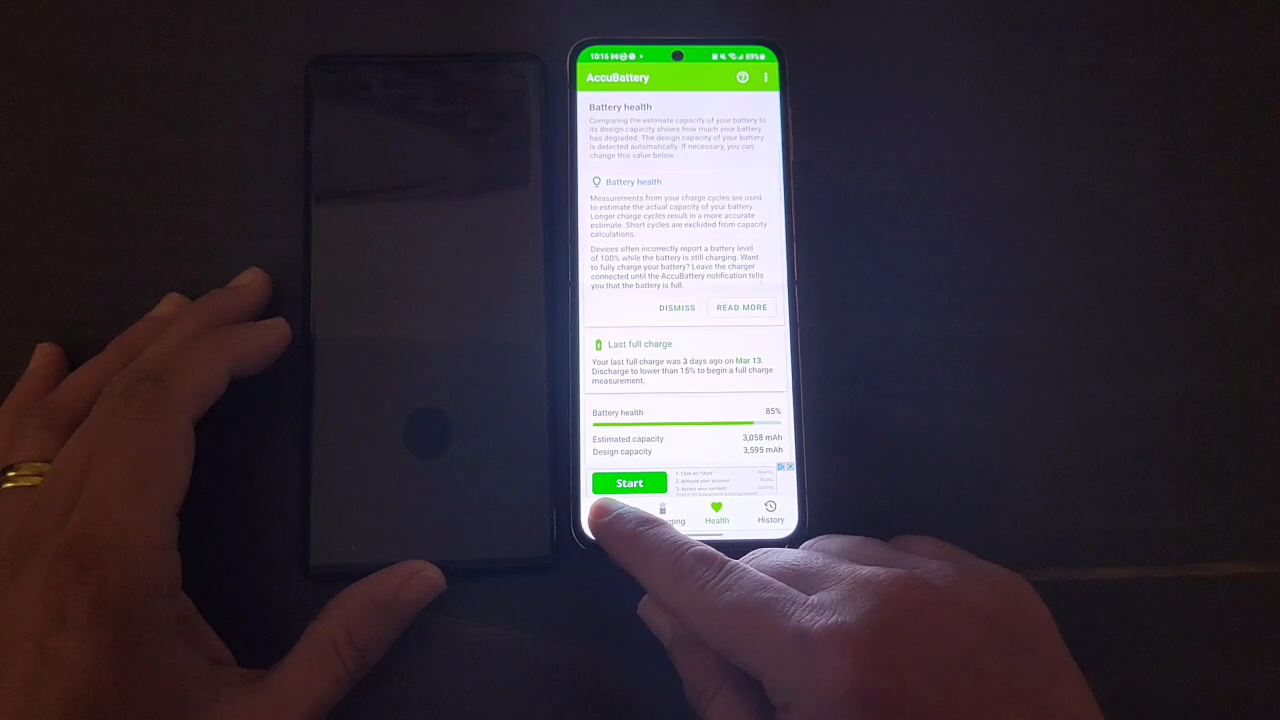 10:16 89%
AccuBattery
Battery health
Comparing the estimate capacity of your battery to
its design capacity shows how much your battery
has degraded. The design capacity of your battery
is detected automatically. If necessary, you can
change this value below.
Battery health
Measurements from your charge cycles are used
to estimate the actual capacity of your battery.
Longer charge cycles result in a more accurate
estimate. Short cycles are excluded from capacity
calculations.
Devices often incorrectly report a battery level
of 100% while the battery is still charging. Want
to fully charge your battery? Leave the charger
connected until the AccuBattery notification tells
you that the battery is full.
DISMISS READ MORE
Last full charge
Your last full charge was 3 days ago on Mar 13.
Discharge to lower than 15% to begin a full charge
measurement.
Battery health 85%
Estimated capacity 3,058 mAh
Design capacity 3,595 mAh
Start
1. Click on "Start"
2. Activate your account
3. Access your content
Movies,
Music,
Games,
Health
History